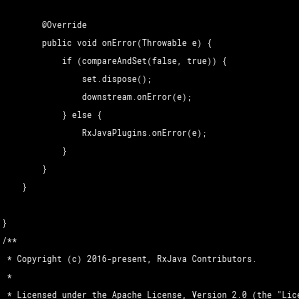 @Override
public void onError(Throwable e) {
if (compareAndSet(false, true)) {
set.dispose();
downstream.onError(e);
} else {
RxJavaPlugins.onError(e);
}
}
}
}
/**
* Copyright (c) 2016-present, RxJava Contributors.
*
* Licensed under the Apache License, Version 2.0 (the "Lice